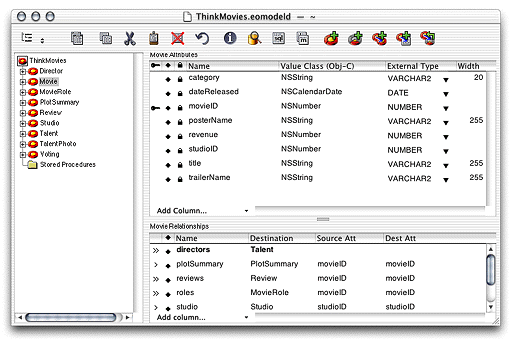 ThinkMovies.eomodeld — ~
ThinkMovies
Director
Movie
MovieRole
PlotSummary
Review
Studio
Talent
TalentPhoto
Voting
Stored Procedures
Movie Attributes
Name Value Class (Obj-C) External Type Width
category NSString VARCHAR2 20
dateReleased NSCalendarDate DATE
movieID NSNumber NUMBER
posterName NSString VARCHAR2 255
revenue NSNumber NUMBER
studioID NSNumber NUMBER
title NSString VARCHAR2 255
trailerName NSString VARCHAR2 255
Add Column...
Movie Relationships
Name Destination Source Att Dest Att
directors Talent
plotSummary PlotSummary movieID movieID
reviews Review movieID movieID
roles MovieRole movieID movieID
studio Studio studioID studioID
Add column...